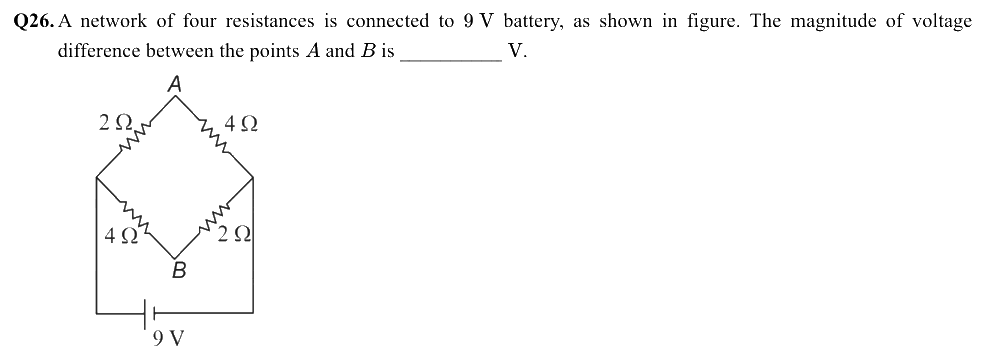 Q26. A network of four resistances is connected to 9 V battery, as shown in figure. The magnitude of voltage
difference between the points A and B is __________ V.
A
2 Ω
4 Ω
4 Ω
2 Ω
B
9 V